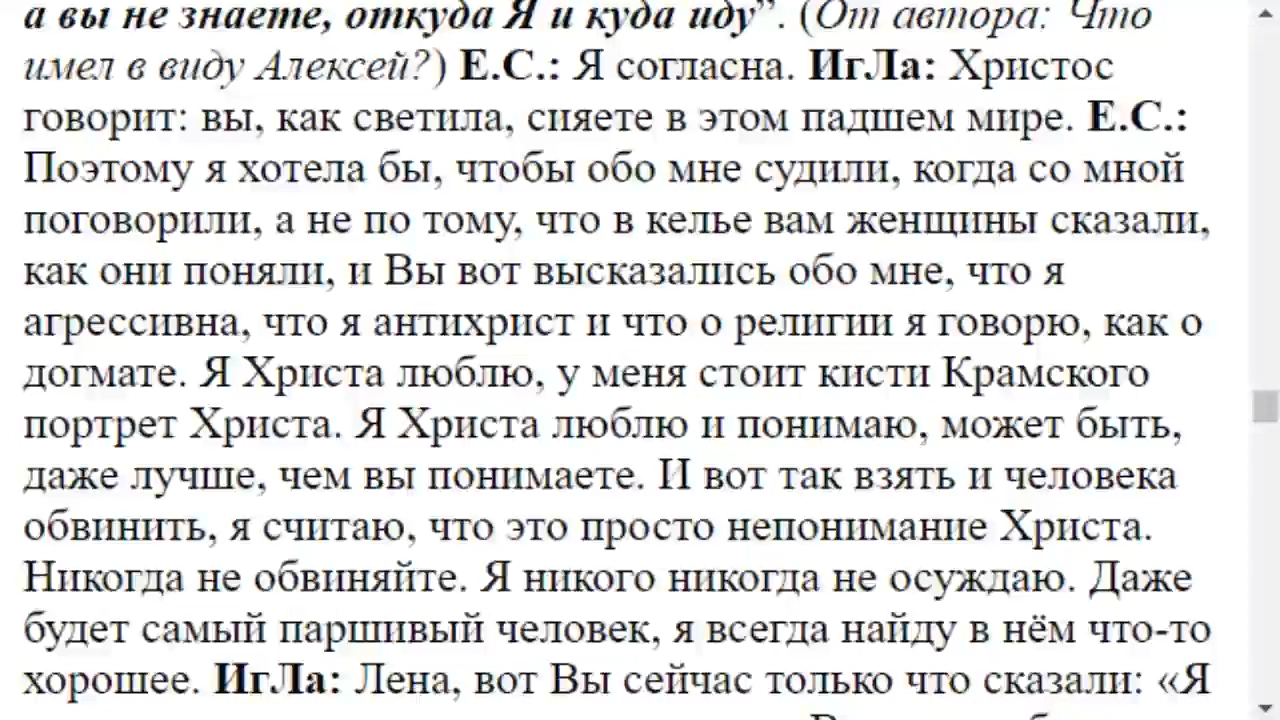 а вы не знаете, откуда Я и куда иду”. (От автора: Что
имел в виду Алексей?) Е.С.: Я согласна. ИгЛа: Христос
говорит: вы, как светила, сияете в этом падшем мире. Е.С.:
Поэтому я хотела бы, чтобы обо мне судили, когда со мной
поговорили, а не по тому, что в келье вам женщины сказали,
как они поняли, и Вы вот высказались обо мне, что я
агрессивна, что я антихрист и что о религии я говорю, как о
догмате. Я Христа люблю, у меня стоит кисти Крамского
портрет Христа. Я Христа люблю и понимаю, может быть,
даже лучше, чем вы понимаете. И вот так взять и человека
обвинить, я считаю, что это просто непонимание Христа.
Никогда не обвиняйте. Я никого никогда не осуждаю. Даже
будет самый паршивый человек, я всегда найду в нём что-то
хорошее. ИгЛа: Лена, вот Вы сейчас только что сказали: «Я